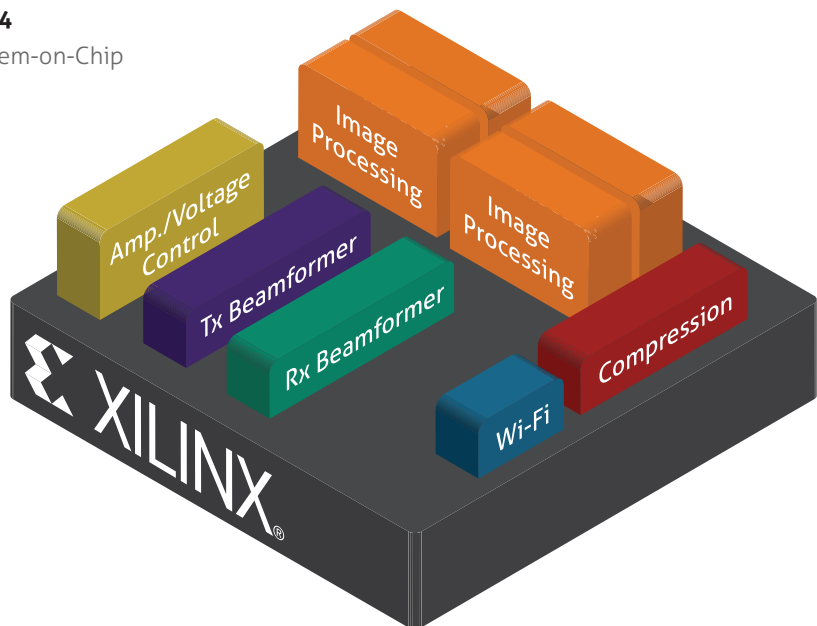 4
em-on-Chip
Image
Processing
Image
Processing
Amp./Voltage
Control
Tx Beamformer
Rx Beamformer
Compression
Wi-Fi
XILINX®